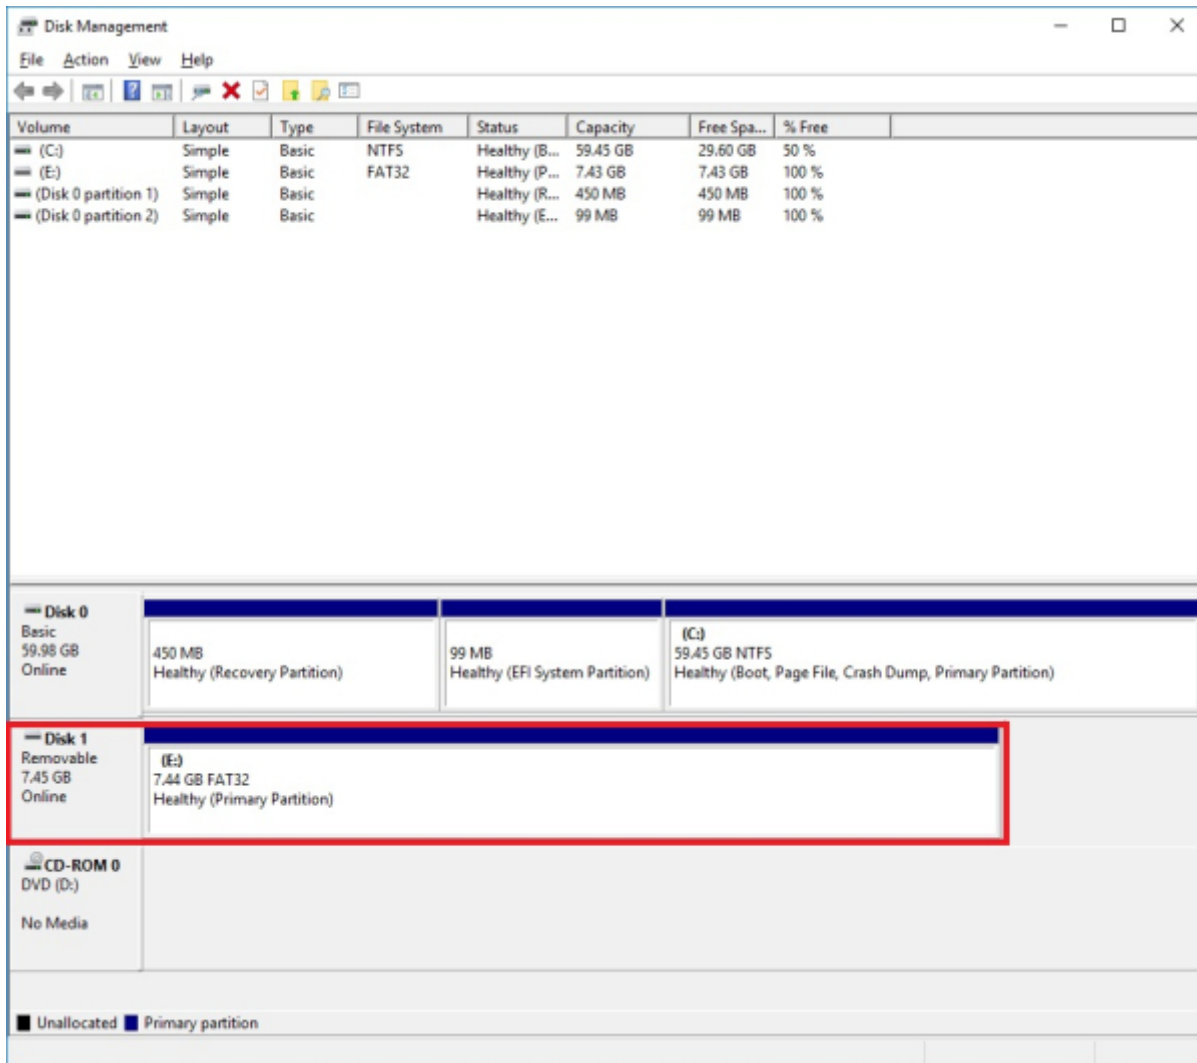 Disk Management
File Action View Help
Volume Layout Type File System Status Capacity Free Spa... % Free
(C:) Simple Basic NTFS Healthy (B... 59.45 GB 29.60 GB 50 %
(E:) Simple Basic FAT32 Healthy (P... 7.43 GB 7.43 GB 100 %
(Disk 0 partition 1) Simple Basic Healthy (R... 450 MB 450 MB 100 %
(Disk 0 partition 2) Simple Basic Healthy (E... 99 MB 99 MB 100 %
Disk 0
Basic
59.98 GB
Online
450 MB
Healthy (Recovery Partition)
99 MB
Healthy (EFI System Partition)
(C:)
59.45 GB NTFS
Healthy (Boot, Page File, Crash Dump, Primary Partition)
Disk 1
Removable
7.45 GB
Online
(E:)
7.44 GB FAT32
Healthy (Primary Partition)
CD-ROM 0
DVD (D:)
No Media
Unallocated Primary partition